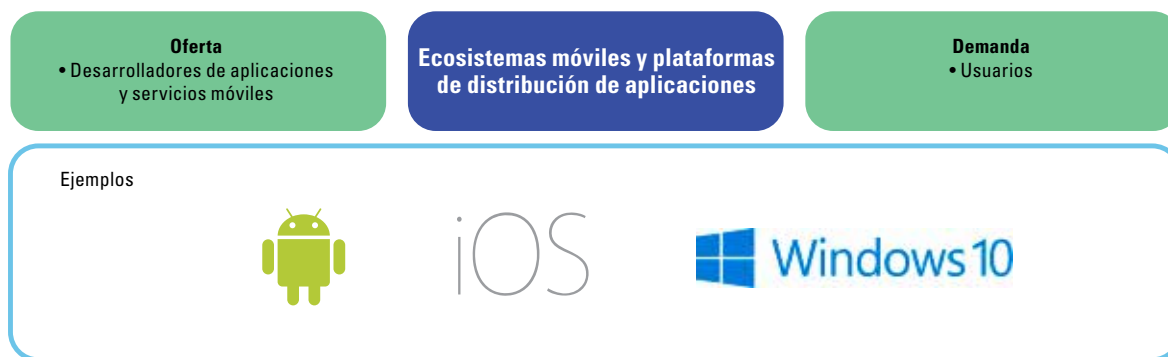 Oferta
• Desarrolladores de aplicaciones
y servicios móviles
Ecosistemas móviles y plataformas
de distribución de aplicaciones
Demanda
• Usuarios
Ejemplos
iOS
Windows 10